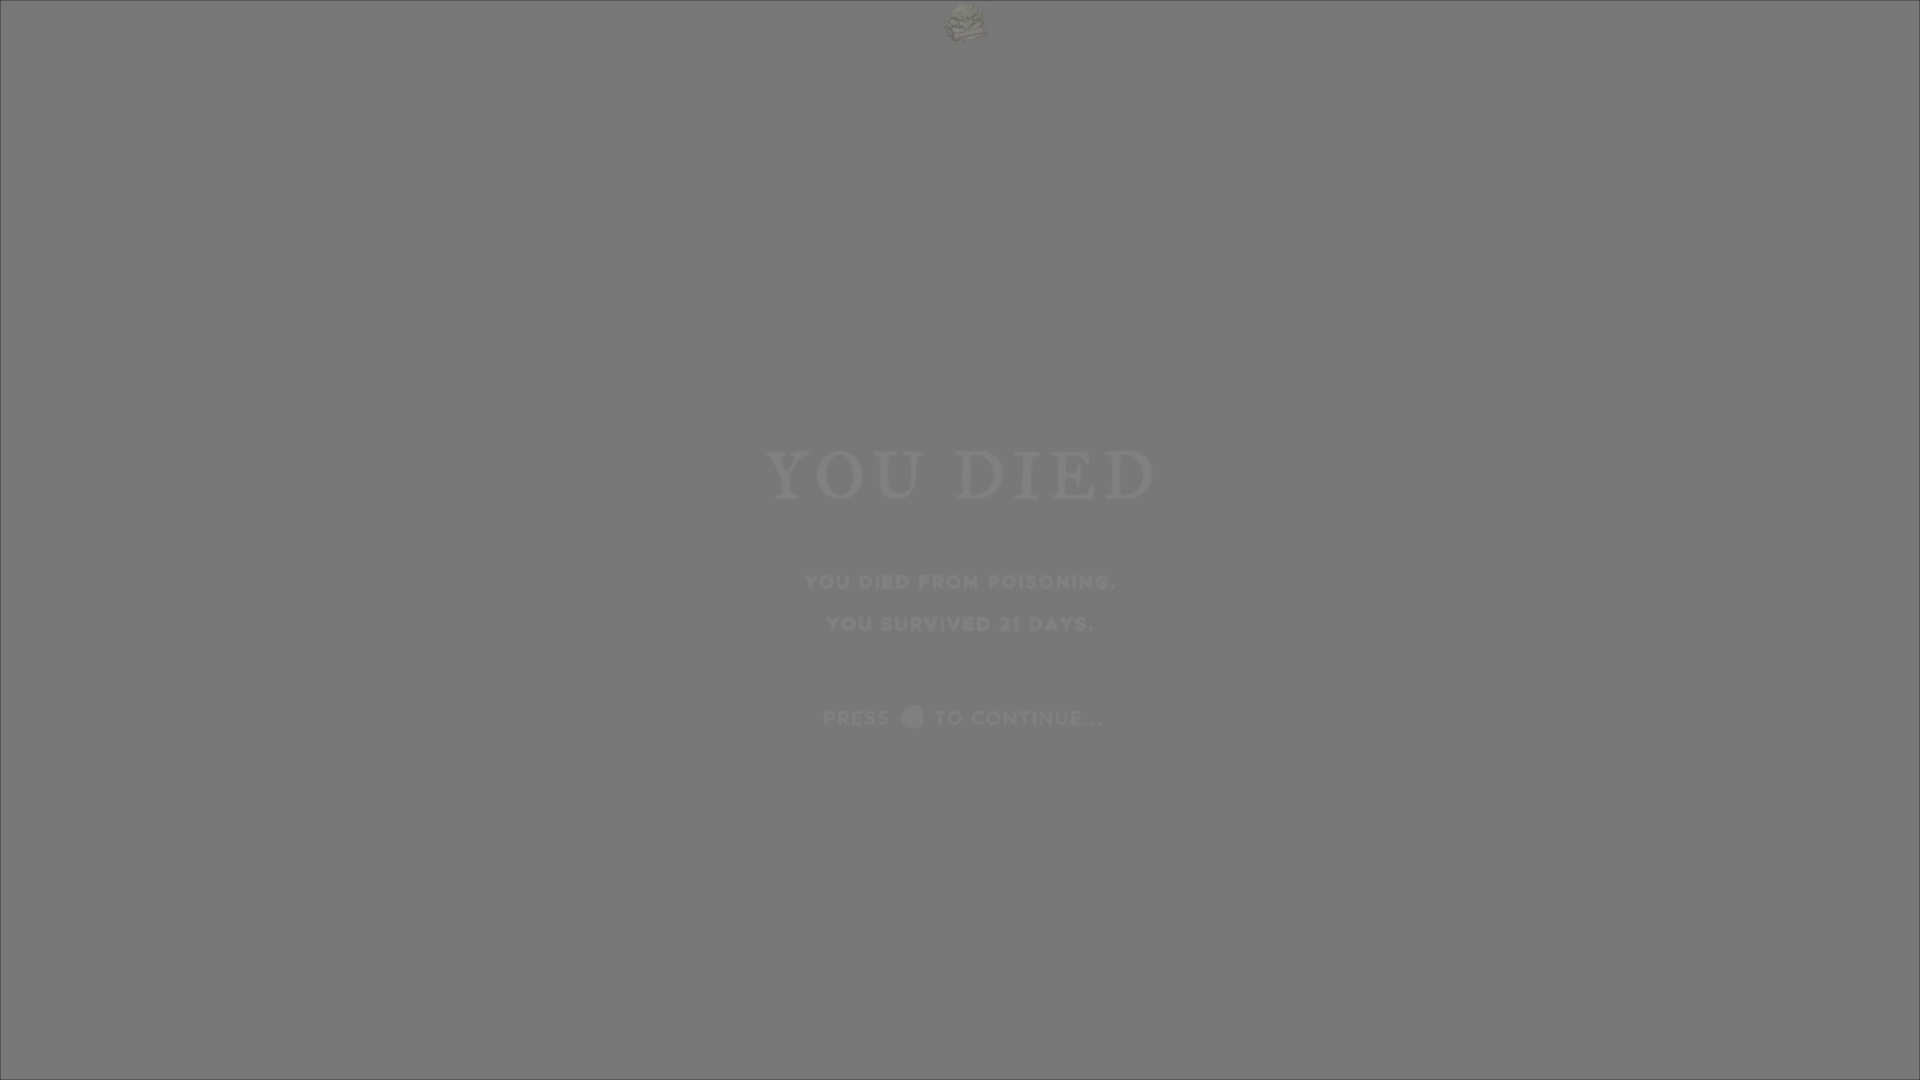 YOU DIED
YOU DIED FROM POISONING.
YOU SURVIVED 21 DAYS.
PRESS TO CONTINUE...